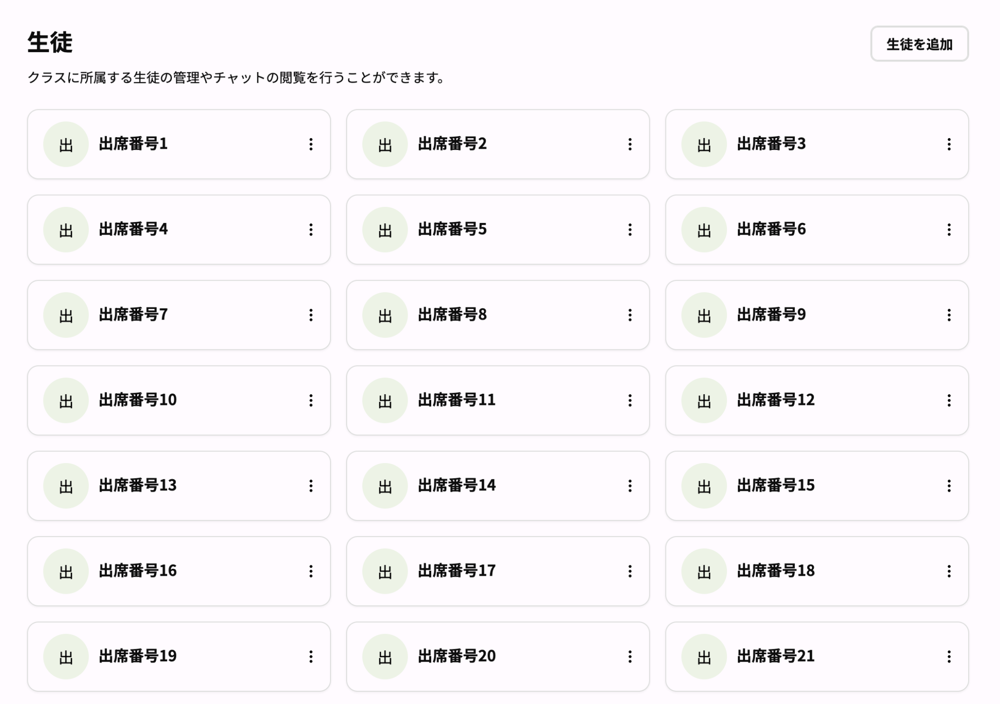 生徒
生徒を追加
クラスに所属する生徒の管理やチャットの閲覧を行うことができます。
出 出席番号1
出 出席番号2
出 出席番号3
出 出席番号4
出 出席番号5
出 出席番号6
出 出席番号7
出 出席番号8
出 出席番号9
出 出席番号10
出 出席番号11
出 出席番号12
出 出席番号13
出 出席番号14
出 出席番号15
出 出席番号16
出 出席番号17
出 出席番号18
出 出席番号19
出 出席番号20
出 出席番号21